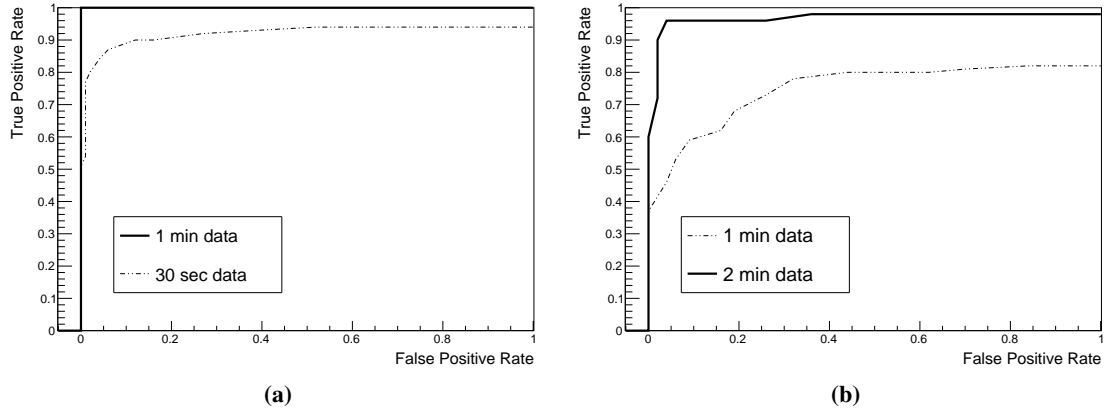 True Positive Rate
1
0.9
0.8
0.7
0.6
0.5
0.4
0.3
0.2
0.1
0
0 0.2 0.4 0.6 0.8 1
False Positive Rate
1 min data
30 sec data
(a)
True Positive Rate
1
0.9
0.8
0.7
0.6
0.5
0.4
0.3
0.2
0.1
0
0 0.2 0.4 0.6 0.8 1
False Positive Rate
1 min data
2 min data
(b)